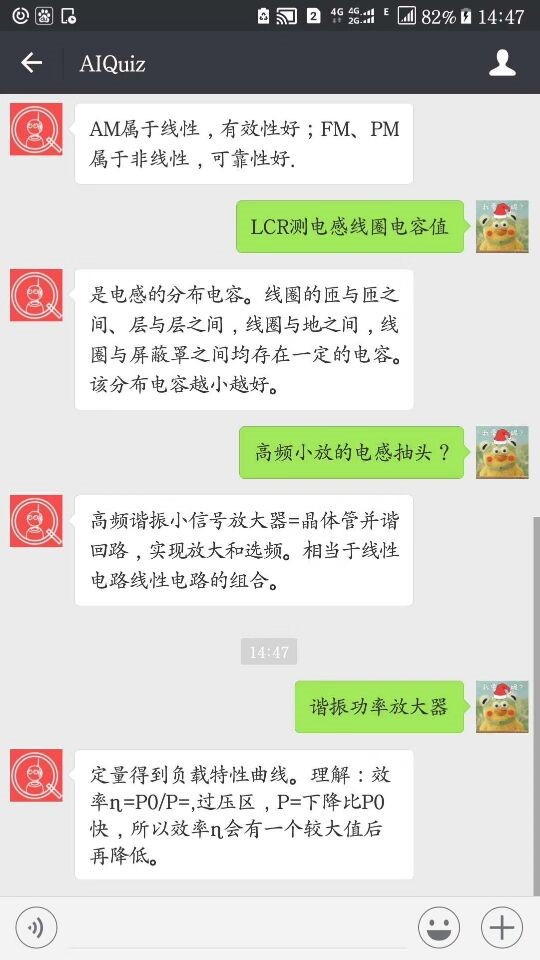 4G 4G 2G E 82% 14:47
AIQuiz
AM属于线性，有效性好；FM、PM
属于非线性，可靠性好.
LCR测电感线圈电容值
是电感的分布电容。线圈的匝与匝之
间、层与层之间，线圈与地之间，线
圈与屏蔽罩之间均存在一定的电容。
该分布电容越小越好。
高频小放的电感抽头？
高频谐振小信号放大器=晶体管并谐
回路，实现放大和选频。相当于线性
电路线性电路的组合。
14:47
谐振功率放大器
定量得到负载特性曲线。理解：效
率η=P0/P=,过压区，P=下降比P0
快，所以效率η会有一个较大值后
再降低。